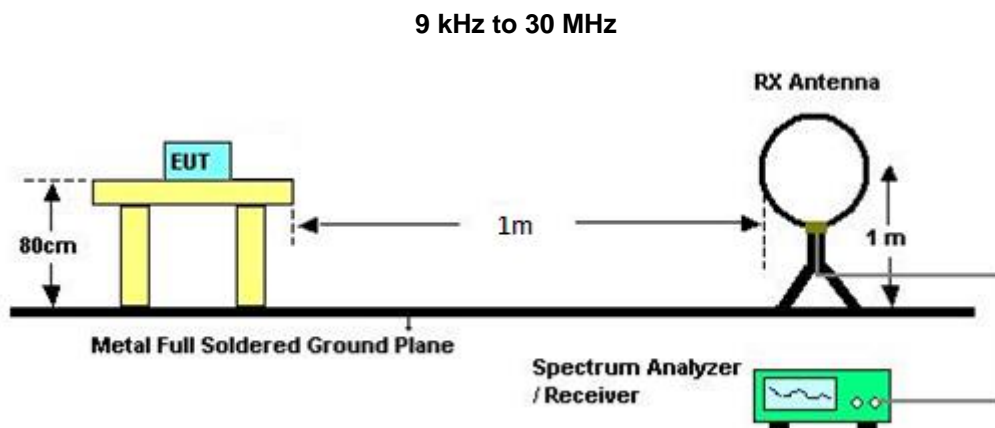 9 kHz to 30 MHz
RX Antenna
EUT
80cm
1m
1 m
Metal Full Soldered Ground Plane
Spectrum Analyzer
/ Receiver